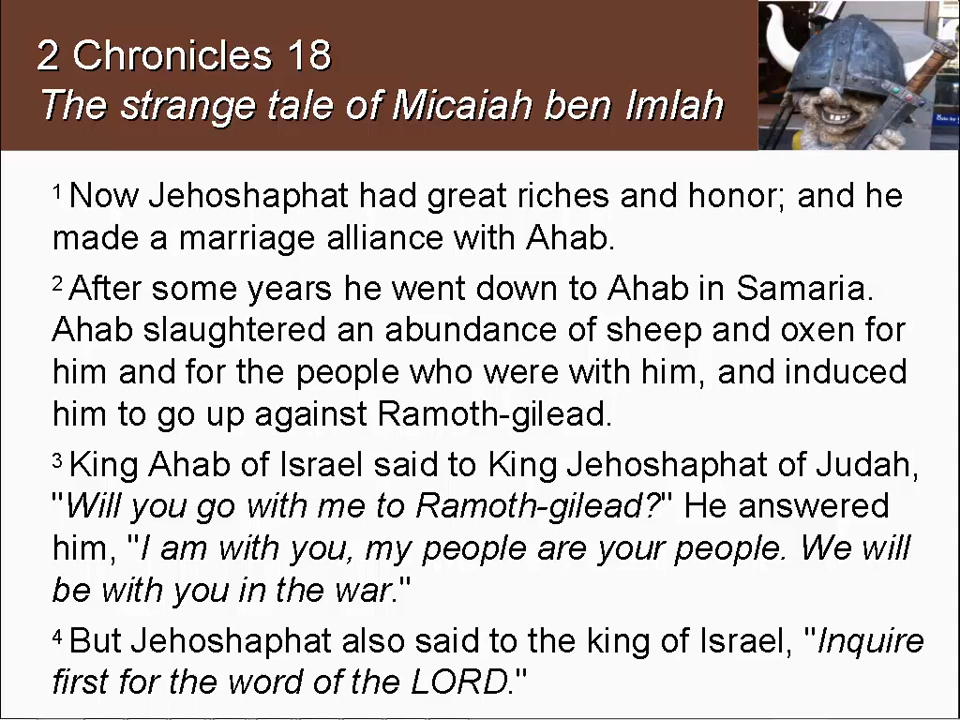 2 Chronicles 18
The strange tale of Micaiah ben Imlah
1 Now Jehoshaphat had great riches and honor; and he
made a marriage alliance with Ahab.
2 After some years he went down to Ahab in Samaria.
Ahab slaughtered an abundance of sheep and oxen for
him and for the people who were with him, and induced
him to go up against Ramoth-gilead.
3 King Ahab of Israel said to King Jehoshaphat of Judah,
"Will you go with me to Ramoth-gilead?" He answered
him, "I am with you, my people are your people. We will
be with you in the war."
4 But Jehoshaphat also said to the king of Israel, "Inquire
first for the word of the LORD."